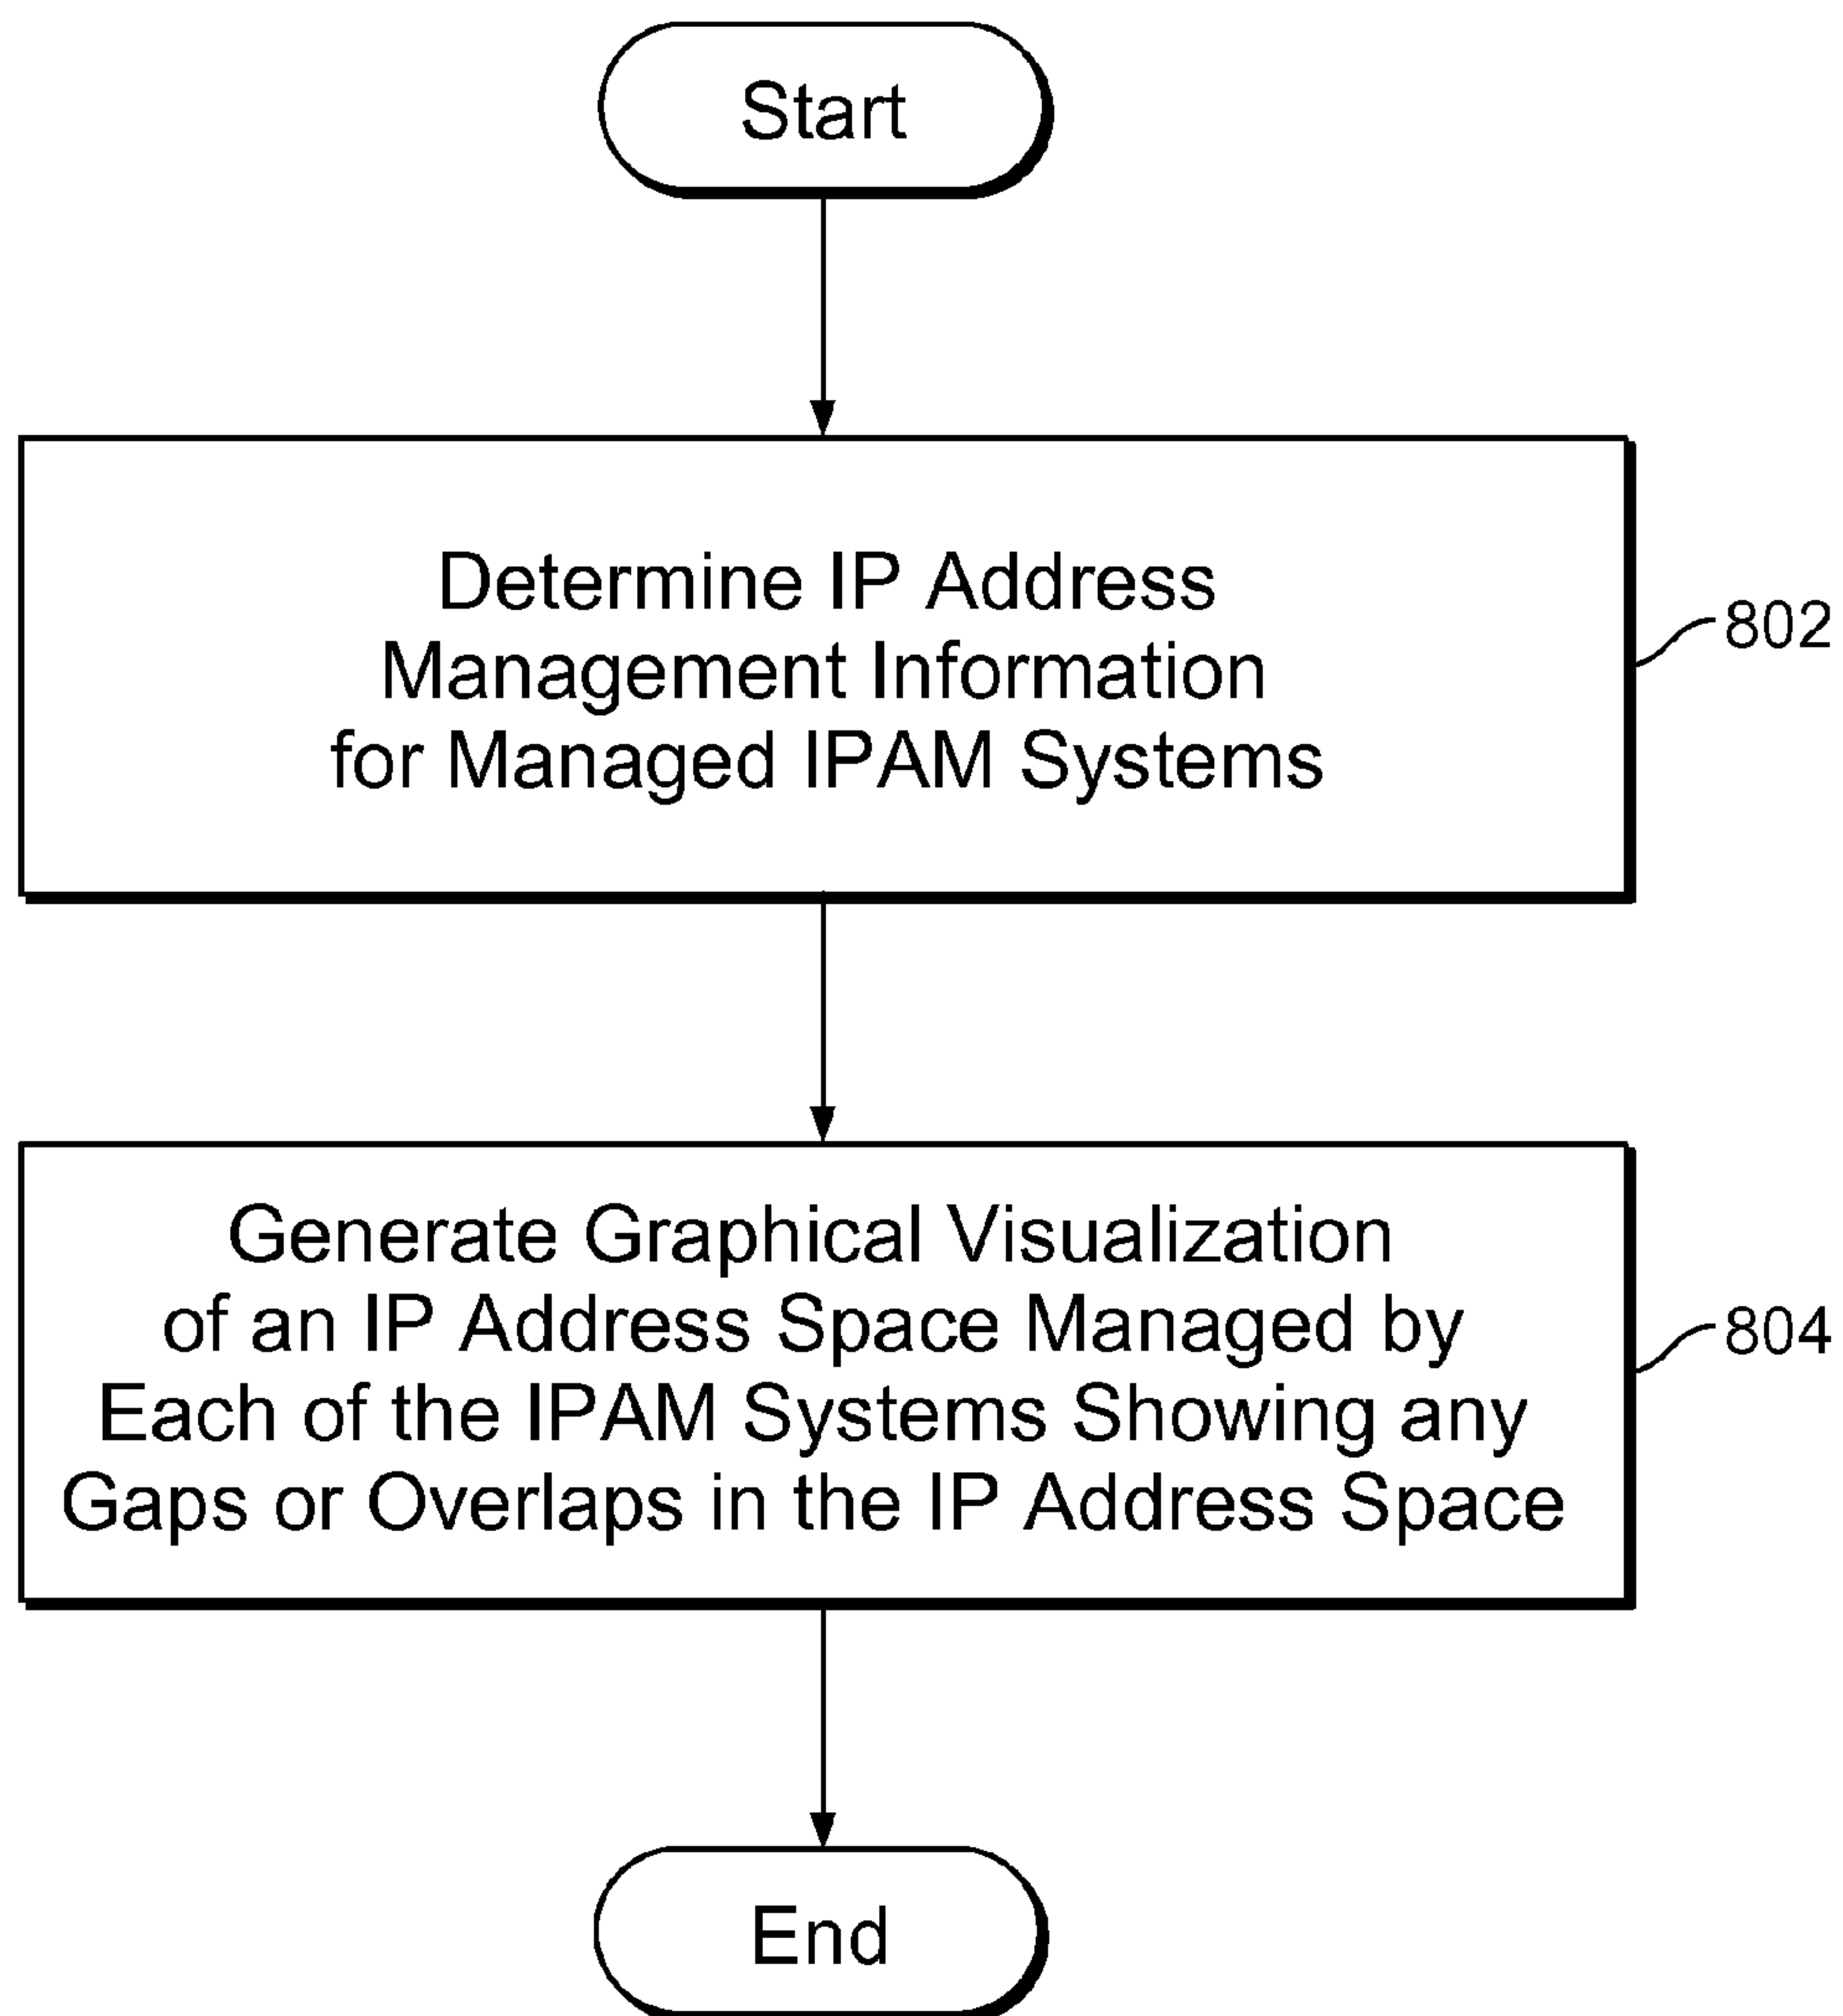 Start
Determine IP Address
Management Information
for Managed IPAM Systems
802
Generate Graphical Visualization
of an IP Address Space Managed by
Each of the IPAM Systems Showing any
Gaps or Overlaps in the IP Address Space
804
End